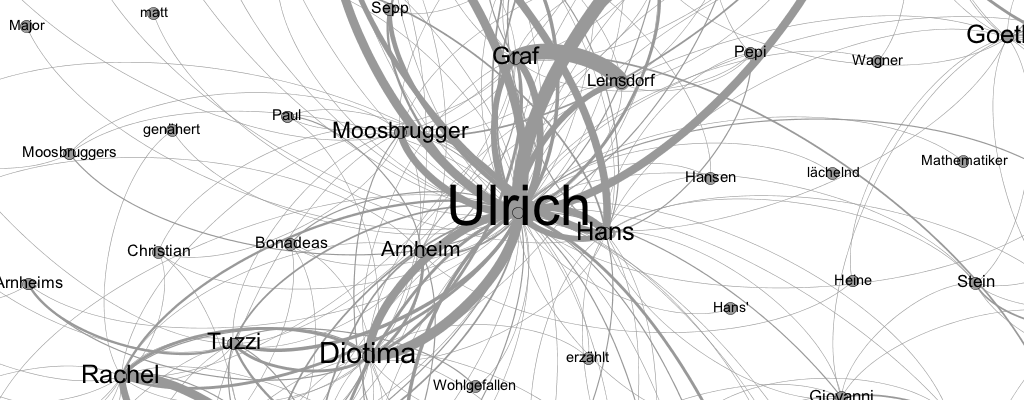 Sepp
matt
Major
Goetl
Graf
Pepi
Wagner
Leinsdorf
Paul
genähert
Moosbrugger
Moosbruggers
Mathematiker
lächelnd
Hansen
Ulrich
Hans
Bonadeas
Arnheim
Christian
Arnheims
Heine
Stein
Hans'
Tuzzi
Diotima
erzählt
Rachel
Wohlgefallen
Giovanni